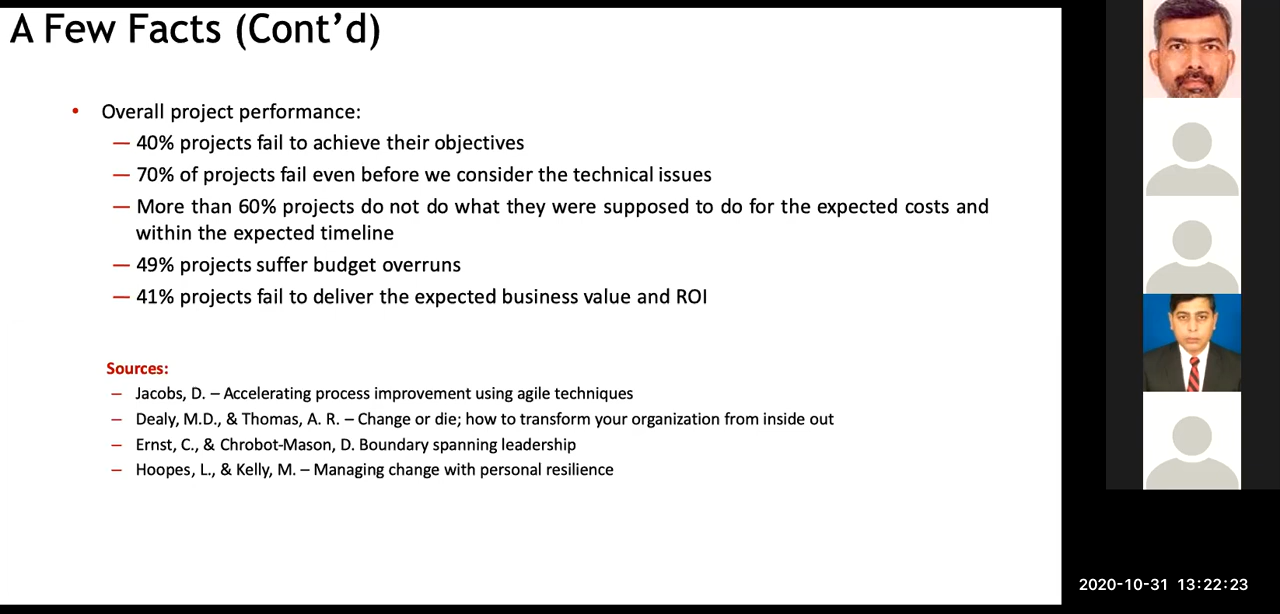 A Few Facts (Cont’d)
• Overall project performance:
— 40% projects fail to achieve their objectives
— 70% of projects fail even before we consider the technical issues
— More than 60% projects do not do what they were supposed to do for the expected costs and
within the expected timeline
— 49% projects suffer budget overruns
— 41% projects fail to deliver the expected business value and ROI
Sources:
– Jacobs, D. – Accelerating process improvement using agile techniques
– Dealy, M.D., & Thomas, A. R. – Change or die; how to transform your organization from inside out
– Ernst, C., & Chrobot-Mason, D. Boundary spanning leadership
– Hoopes, L., & Kelly, M. – Managing change with personal resilience
2020-10-31 13:22:23